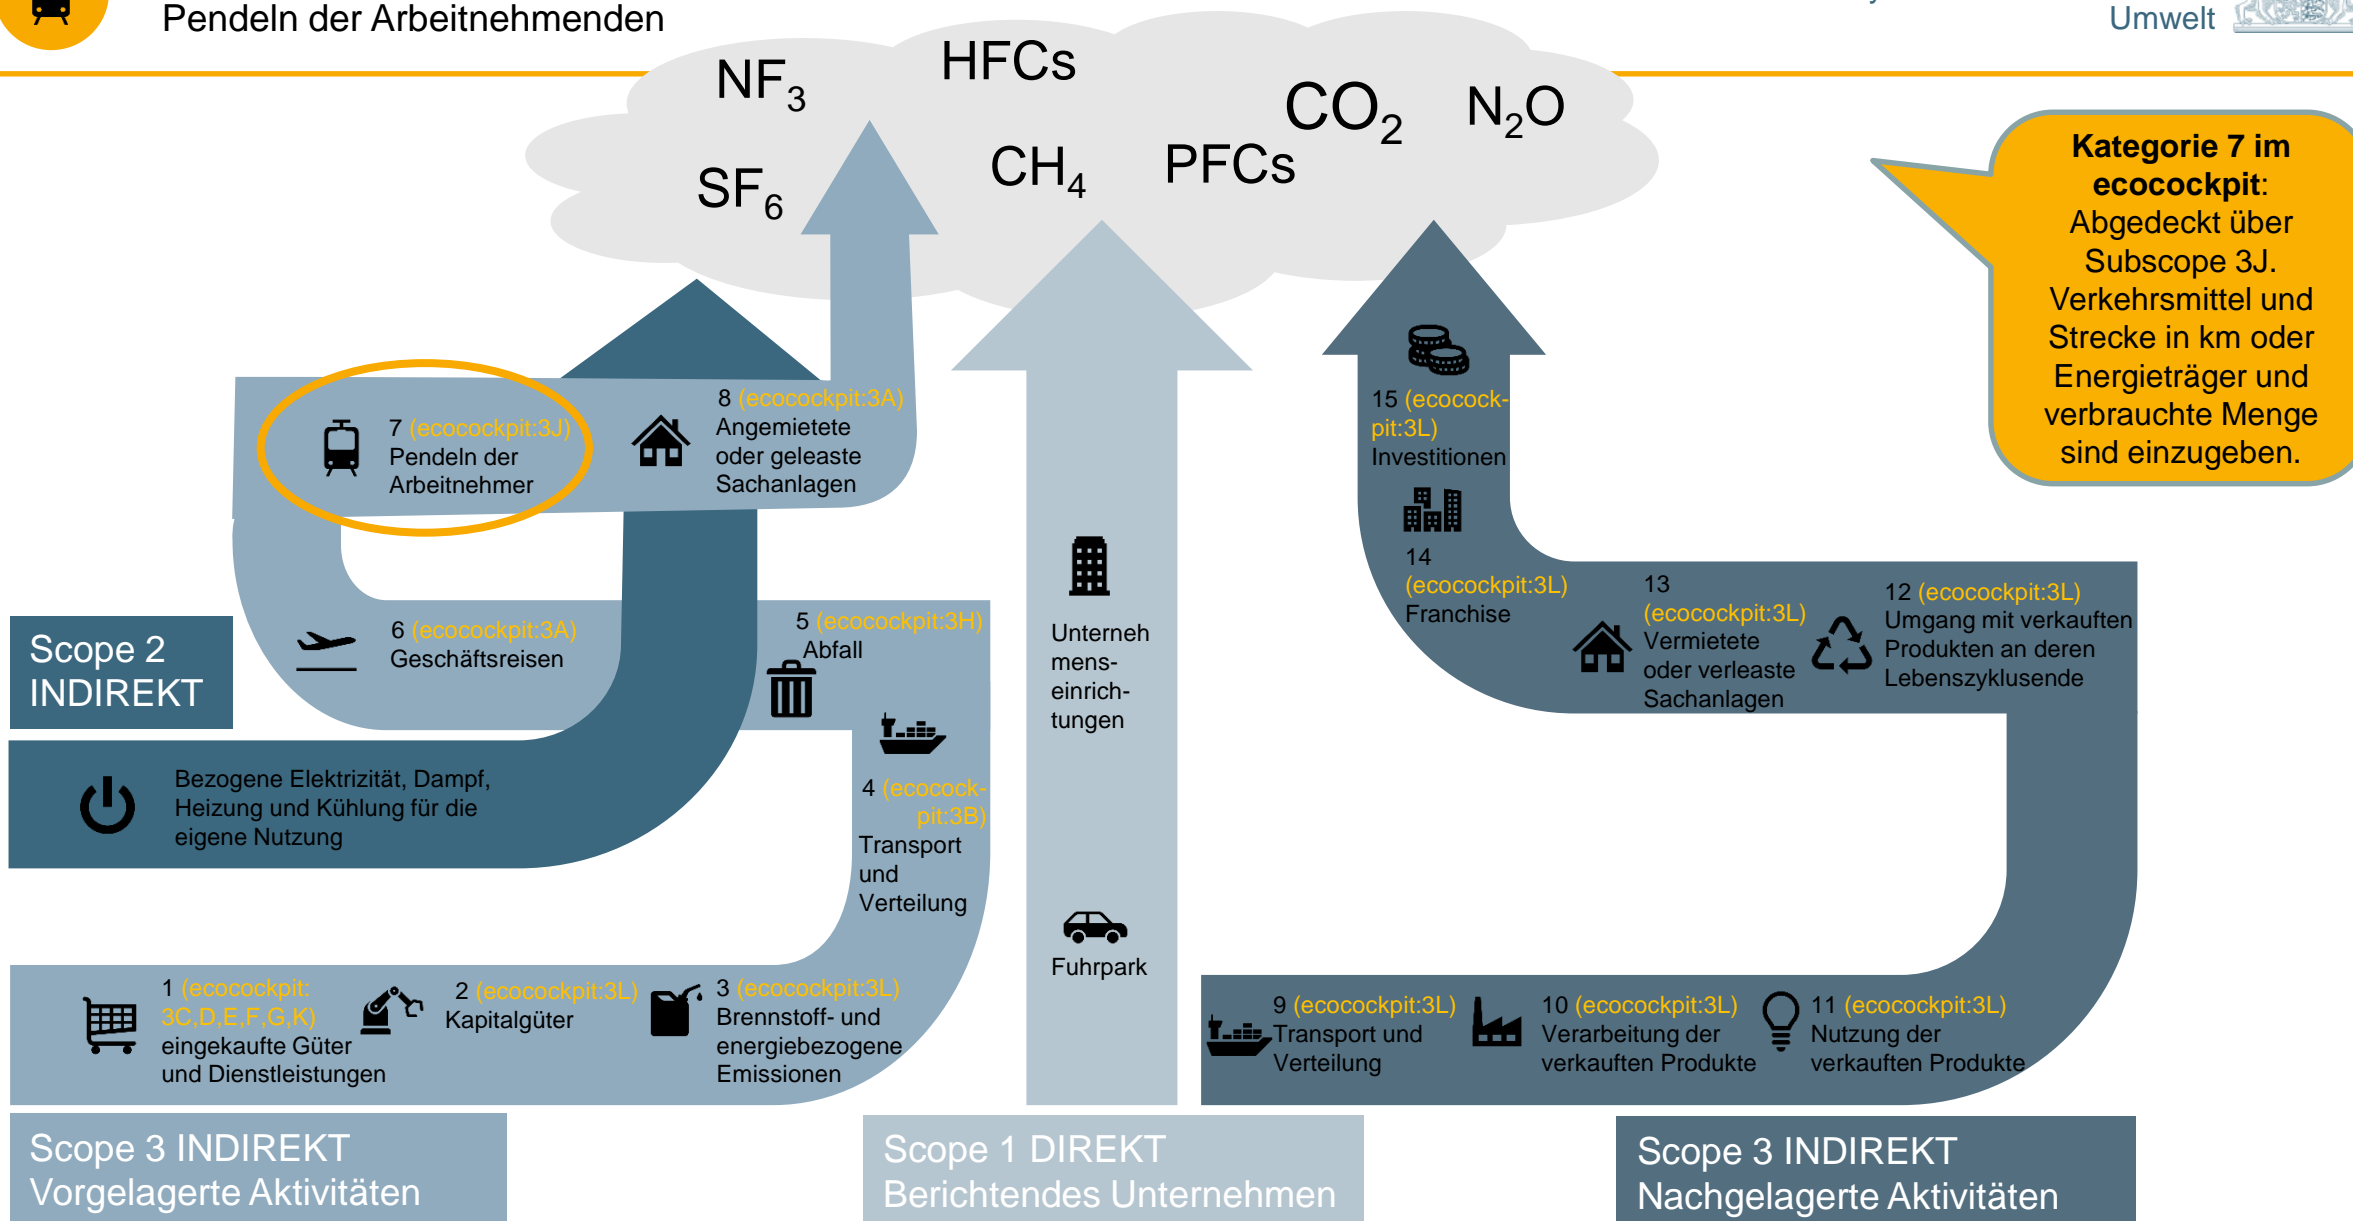 Pendeln der Arbeitnehmenden
Umwelt
NF3
HFCs
CO2
N2O
SF6
CH4
PFCs
Kategorie 7 im
ecocockpit:
Abgedeckt über
Subscope 3J.
Verkehrsmittel und
Strecke in km oder
Energieträger und
verbrauchte Menge
sind einzugeben.
7 (ecocockpit:3J)
Pendeln der
Arbeitnehmer
8 (ecocockpit:3A)
Angemietete
oder geleaste
Sachanlagen
15 (ecocock-
pit:3L)
Investitionen
14
(ecocockpit:3L)
Franchise
13
(ecocockpit:3L)
Vermietete
oder verleaste
Sachanlagen
12 (ecocockpit:3L)
Umgang mit verkauften
Produkten an deren
Lebenszyklusende
Scope 2
INDIREKT
6 (ecocockpit:3A)
Geschäftsreisen
5 (ecocockpit:3H)
Abfall
Unterneh
mens-
einrich-
tungen
Bezogene Elektrizität, Dampf,
Heizung und Kühlung für die
eigene Nutzung
4 (ecocock-
pit:3B)
Transport
und
Verteilung
Fuhrpark
1 (ecocockpit:
3C,D,E,F,G,K)
eingekaufte Güter
und Dienstleistungen
2 (ecocockpit:3L)
Kapitalgüter
3 (ecocockpit:3L)
Brennstoff- und
energiebezogene
Emissionen
9 (ecocockpit:3L)
Transport und
Verteilung
10 (ecocockpit:3L)
Verarbeitung der
verkauften Produkte
11 (ecocockpit:3L)
Nutzung der
verkauften Produkte
Scope 3 INDIREKT
Vorgelagerte Aktivitäten
Scope 1 DIREKT
Berichtendes Unternehmen
Scope 3 INDIREKT
Nachgelagerte Aktivitäten